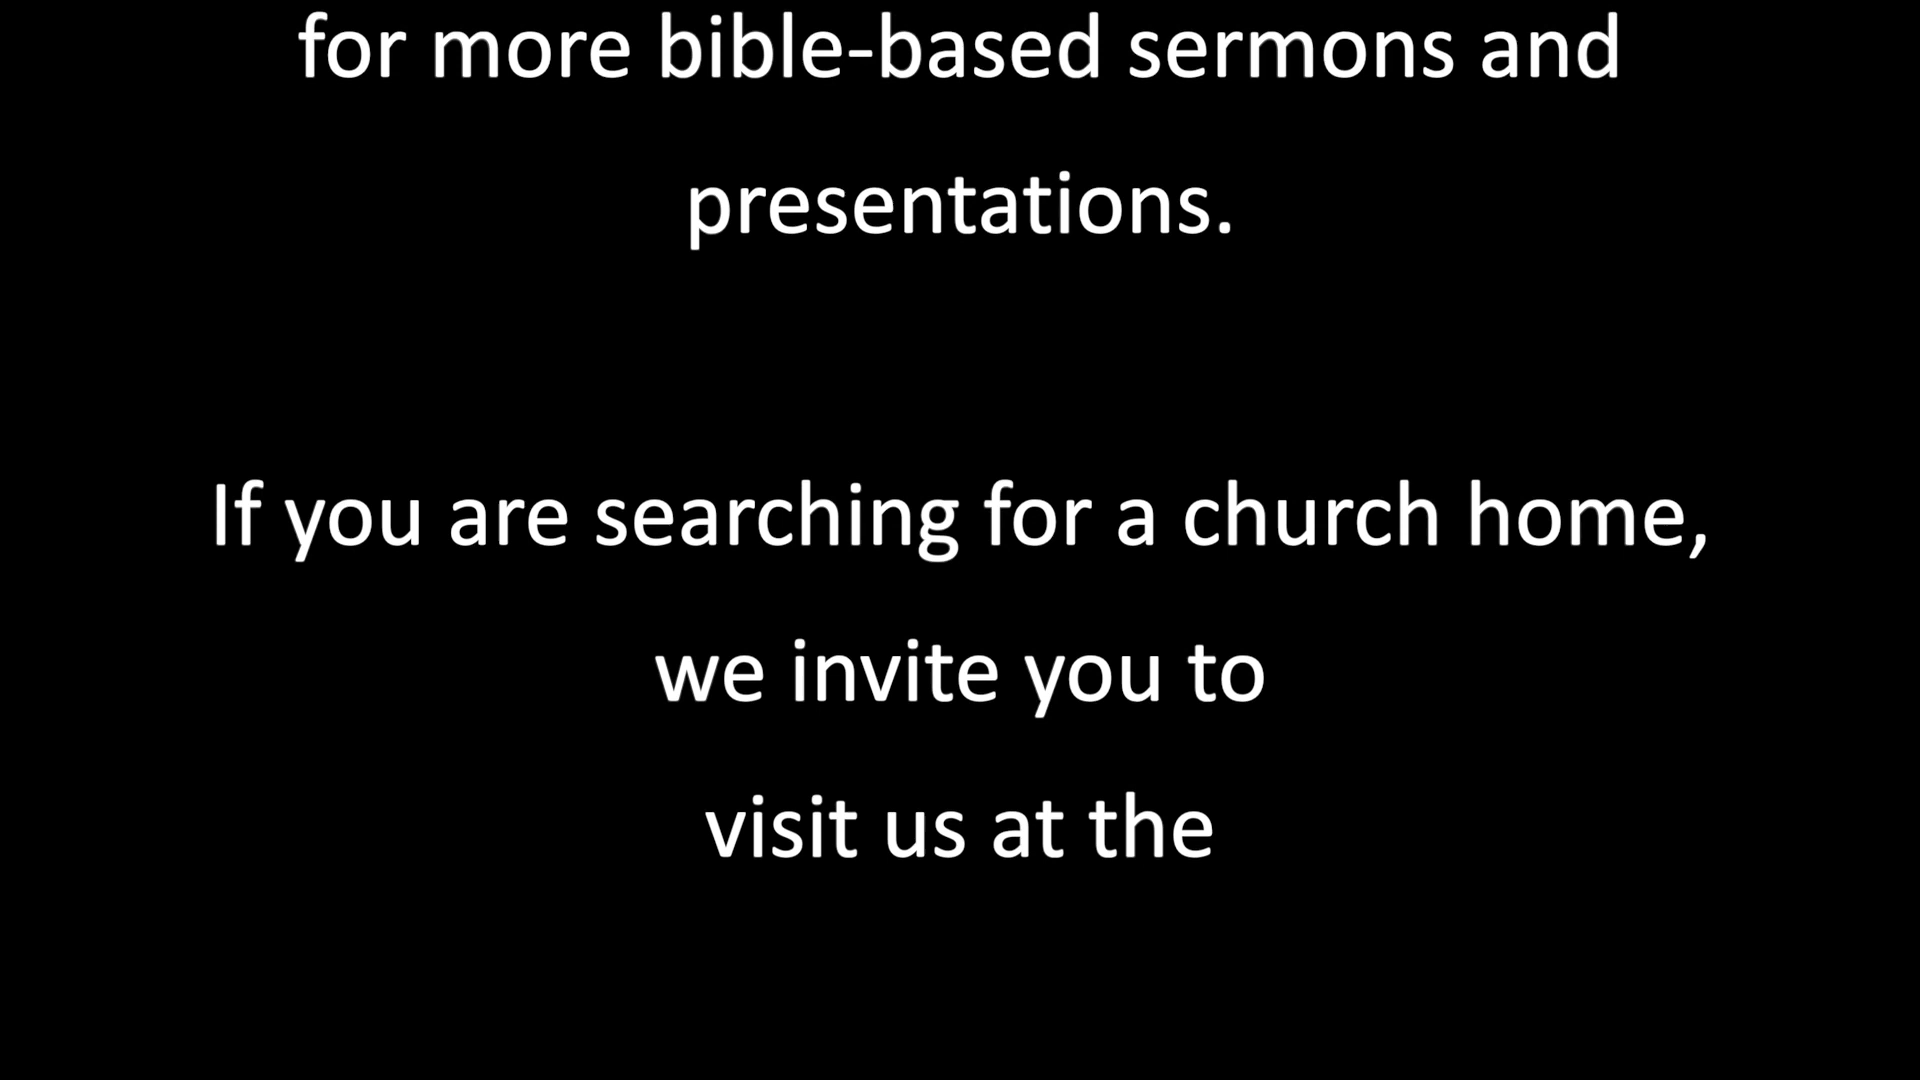 for more bible-based sermons and
presentations.
If you are searching for a church home,
we invite you to
visit us at the